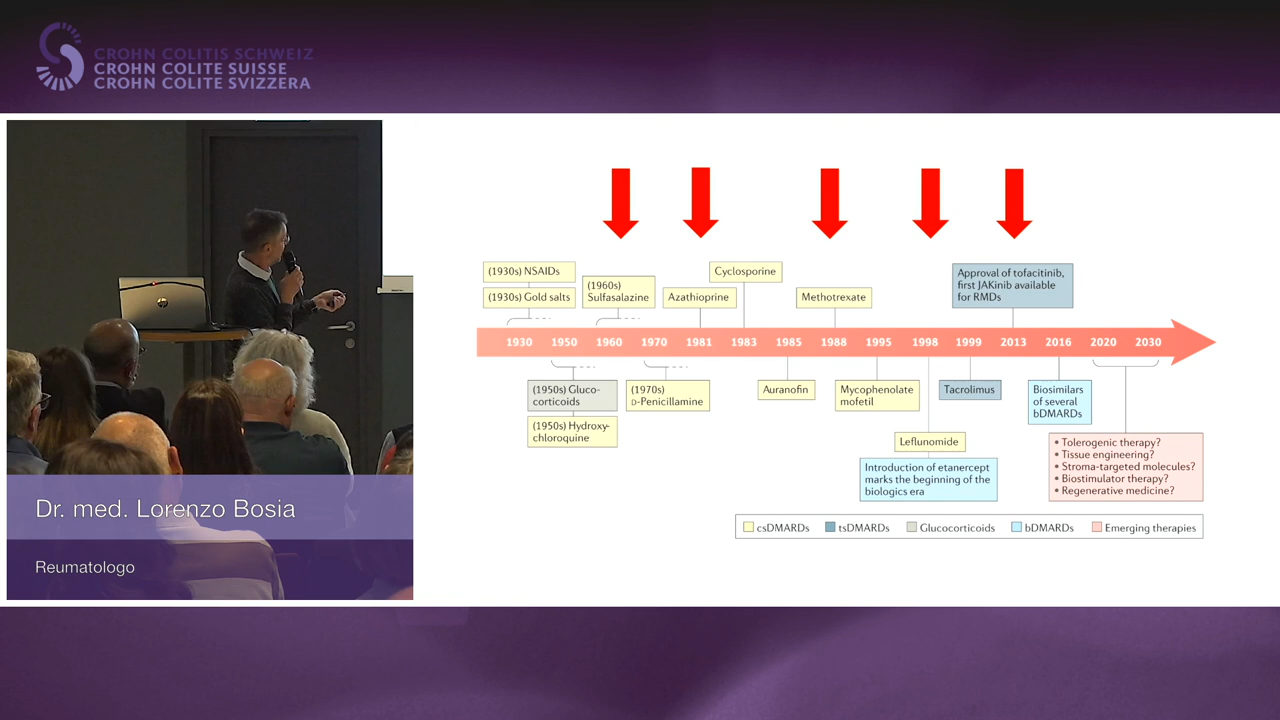 CROHN COLITIS SCHWEIZ
CROHN COLITE SUISSE
CROHN COLITE SVIZZERA
(1930s) NSAIDs
(1930s) Gold salts
(1960s)
Sulfasalazine
Azathioprine
Cyclosporine
Methotrexate
Approval of tofacitinib,
first JAKinib available
for RMDs
1930 1950 1960 1970 1981 1983 1985 1988 1995 1998 1999 2013 2016 2020 2030
(1950s) Gluco-
corticoids
(1950s) Hydroxy-
chloroquine
(1970s)
D-Penicillamine
Auranofin
Mycophenolate
mofetil
Leflunomide
Introduction of etanercept
marks the beginning of the
biologics era
Tacrolimus
Biosimilars
of several
bDMARDs
• Tolerogenic therapy?
• Tissue engineering?
• Stroma-targeted molecules?
• Biostimulator therapy?
• Regenerative medicine?
csDMARDs tsDMARDs Glucocorticoids bDMARDs Emerging therapies
Dr. med. Lorenzo Bosia
Reumatologo